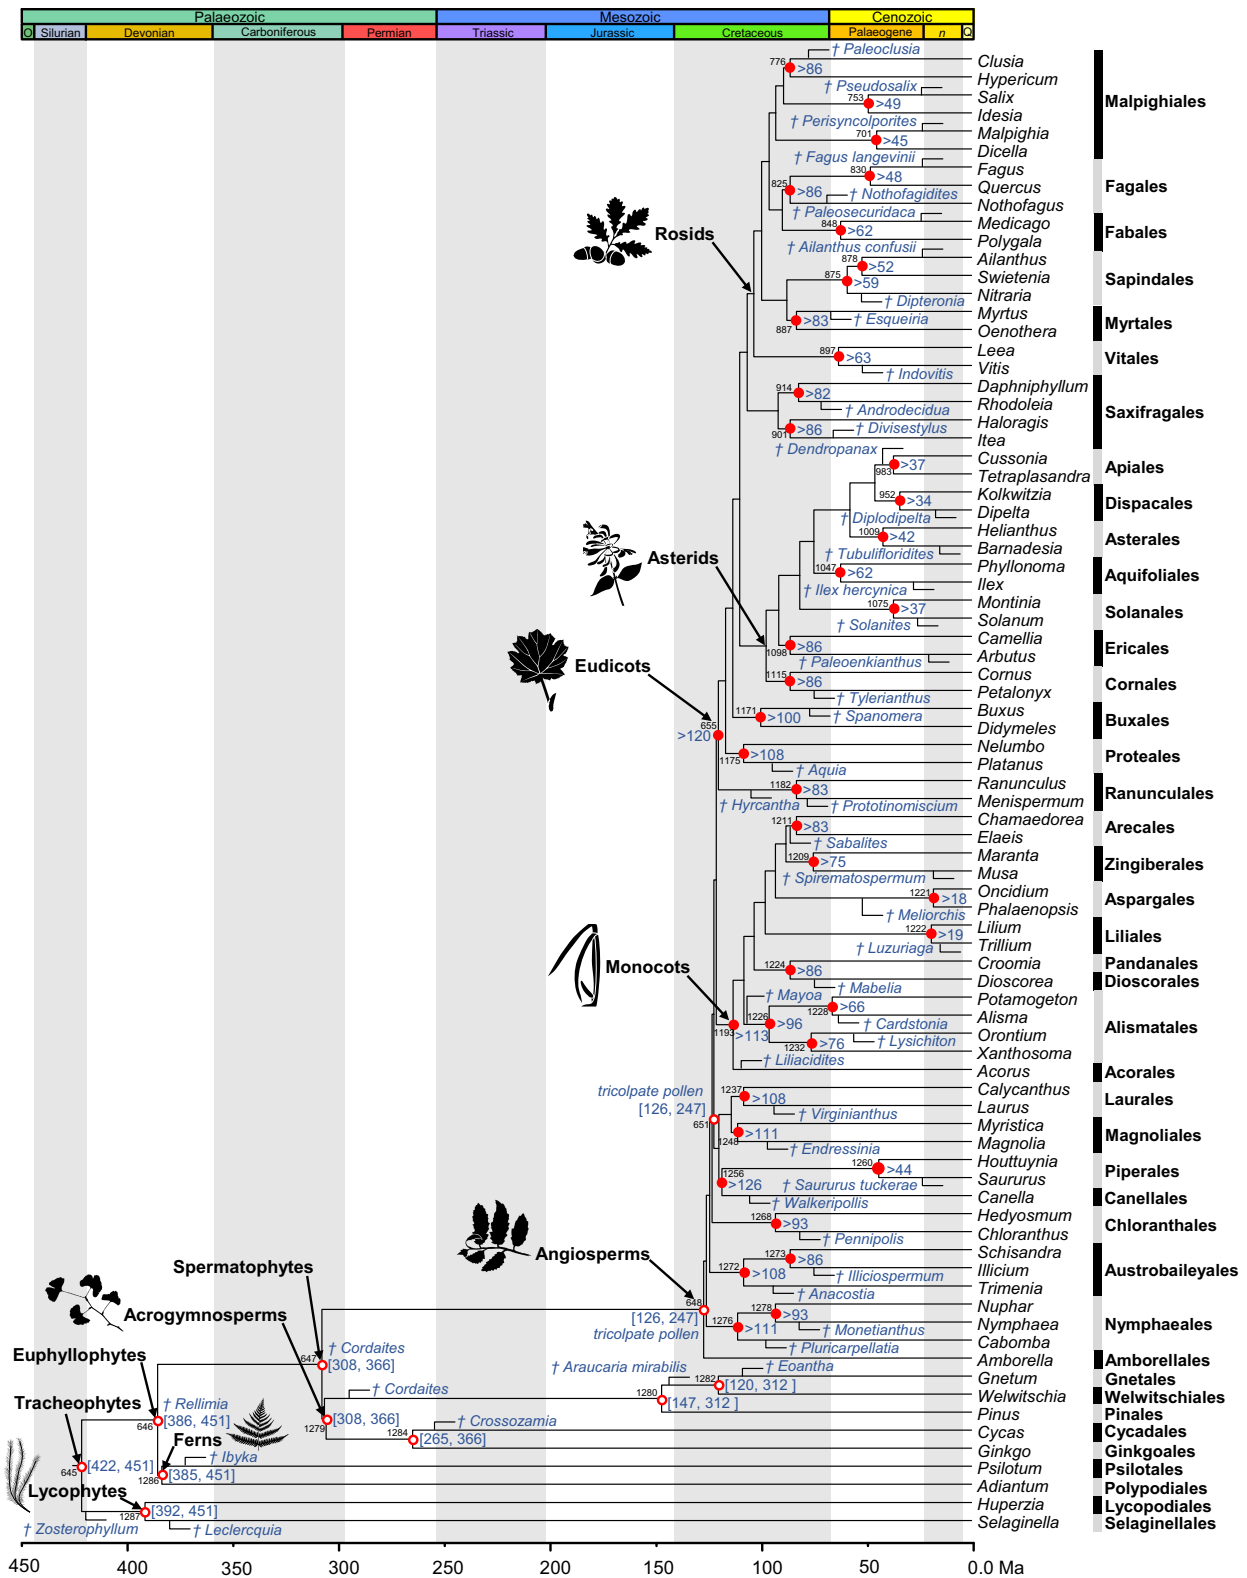 Palaeozoic Mesozoic Cenozoic
O Silurian Devonian Carboniferous Permian Triassic Jurassic Cretaceous Palaeogene n Q
† Paleoclusia
776 >86 Clusia
Hypericum
† Pseudosalix
753 >49 Salix
Malpighiales
Idesia
† Perisyncolporites
701 >45 Malpighia
Dicella
† Fagus langevinii
830 >48 Fagus
825 >86 Quercus
Fagales
† Nothofagidites
Nothofagus
† Paleosecuridaca
848 >62 Medicago
Fabales
Rosids
Polygala
† Ailanthus confusii
878 >52 Ailanthus
875 >59 Swietenia
Sapindales
Nitraria
† Dipteronia
887 >83 Myrtus
† Esqueiria
Myrtales
Oenothera
897 >63 Leea
Vitales
Vitis
† Indovitis
914 >82 Daphniphyllum
Rhodoleia
† Androdecidua
Saxifragales
901 >86 Haloragis
† Divisestylus
Itea
† Dendropanax
983 >37 Cussonia
Apiales
Tetraplasandra
952 >34 Kolkwitzia
Dispacales
Dipelta
† Diplodipelta
1009 >42 Helianthus
Asterales
Barnadesia
† Tubulifloridites
Asterids
1047 >62 Phyllonoma
Aquifoliales
Ilex
† Ilex hercynica
1075 >37 Montinia
Solanales
Solanum
† Solanites
1098 >86 Camellia
Ericales
Arbutus
† Paleoenkianthus
Eudicots
1115 >86 Cornus
Cornales
Petalonyx
† Tylerianthus
1171 >100 Buxus
† Spanomera
Buxales
655 >120
Didymeles
1175 >108 Nelumbo
Proteales
Platanus
† Aquia
1182 >83 Ranunculus
Ranunculales
Menispermum
† Hyrcantha † Prototinomiscium
1211 >83 Chamaedorea
Arecales
Elaeis
† Sabalites
1209 >75 Maranta
Zingiberales
Musa
† Spirematospermum
1221 >18 Oncidium
Aspargales
Phalaenopsis
† Meliorchis
1222 >19 Lilium
Liliales
Trillium
† Luzuriaga
Monocots
1224 >86 Croomia
Pandanales
Dioscorea
Dioscorales
† Mabelia
† Mayoa
1228 >66 Potamogeton
1226 >96 Alisma
† Cardstonia
Alismatales
1193 >113
1232 >76 Orontium
† Lysichiton
Xanthosoma
† Liliacidites
Acorus
Acorales
tricolpate pollen
[126, 247]
651
1237 >108 Calycanthus
Laurales
Laurus
† Virginianthus
1248 >111 Myristica
Magnoliales
Magnolia
† Endressinia
1260 >44 Houttuynia
Piperales
1256 >126 Saururus
† Saururus tuckerae
Canella
Canellales
† Walkeripollis
1268 >93 Hedyosmum
Chloranthales
Chloranthus
† Pennipolis
Angiosperms
1273 >86 Schisandra
1272 >108 Illicium
Austrobaileyales
† Illiciospermum
Trimenia
† Anacostia
648
[126, 247]
tricolpate pollen
1278 >93 Nuphar
1276 >111 Nymphaea
Nymphaeales
† Monetianthus
Cabomba
† Pluricarpellatia
Amborella
Amborellales
Spermatophytes
Acrogymnosperms
† Cordaites
647 [308, 366]
† Araucaria mirabilis † Eoantha
1282 [120, 312 ] Gnetum
Gnetales
Euphyllophytes
† Cordaites
1280 [147, 312 ] Welwitschia
Welwitschiales
Tracheophytes
† Rellimia
646 [386, 451]
1279 [308, 366]
Pinus
Pinales
† Crossozamia
1284 [265, 366] Cycas
Cycadales
Ferns
Ginkgo
Ginkgoales
† Ibyka
645 [422, 451]
1286 [385, 451] Psilotum
Psilotales
Adiantum
Polypodiales
Lycophytes
1287 [392, 451] Huperzia
Lycopodiales
Selaginella
Selaginellales
† Zosterophyllum † Leclercquia
450 400 350 300 250 200 150 100 50 0.0 Ma